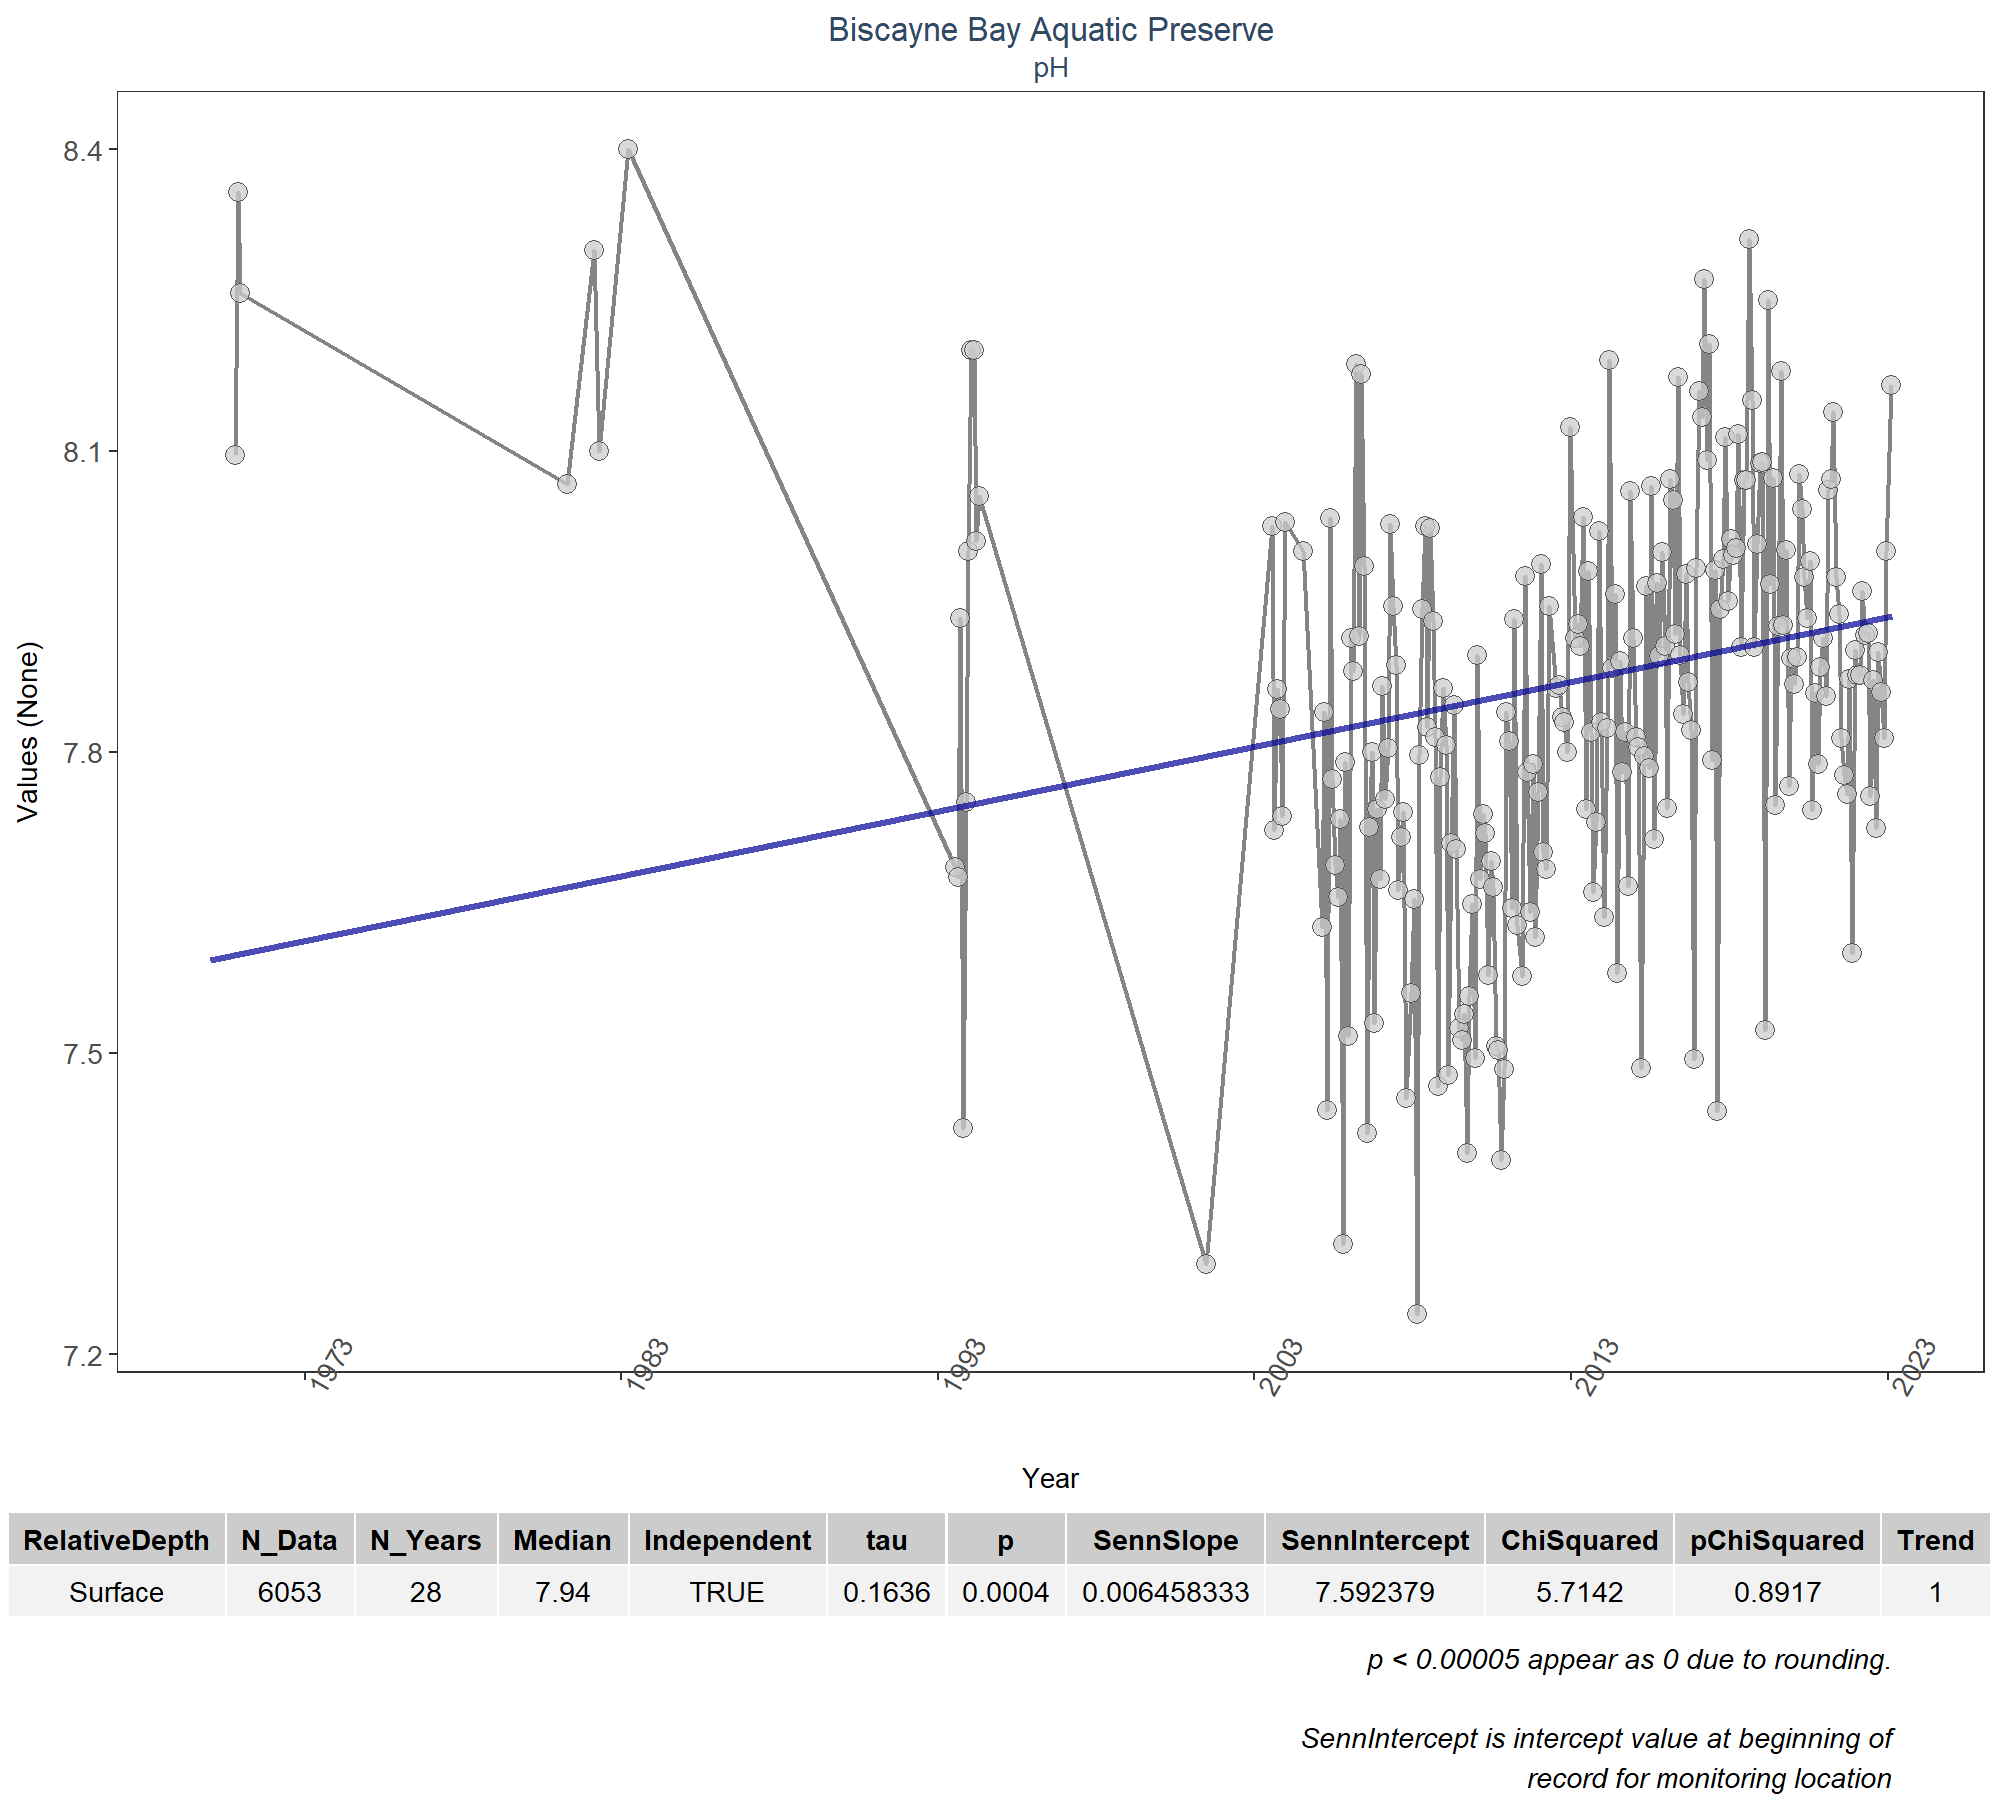 Biscayne Bay Aquatic Preserve
pH
Values (None)
8.4
8.1
7.8
7.5
7.2
1973
1983
1993
2003
2013
2023
Year
RelativeDepth N_Data N_Years Median Independent tau p SennSlope SennIntercept ChiSquared pChiSquared Trend
Surface 6053 28 7.94 TRUE 0.1636 0.0004 0.006458333 7.592379 5.7142 0.8917 1
p < 0.00005 appear as 0 due to rounding.
SennIntercept is intercept value at beginning of
record for monitoring location